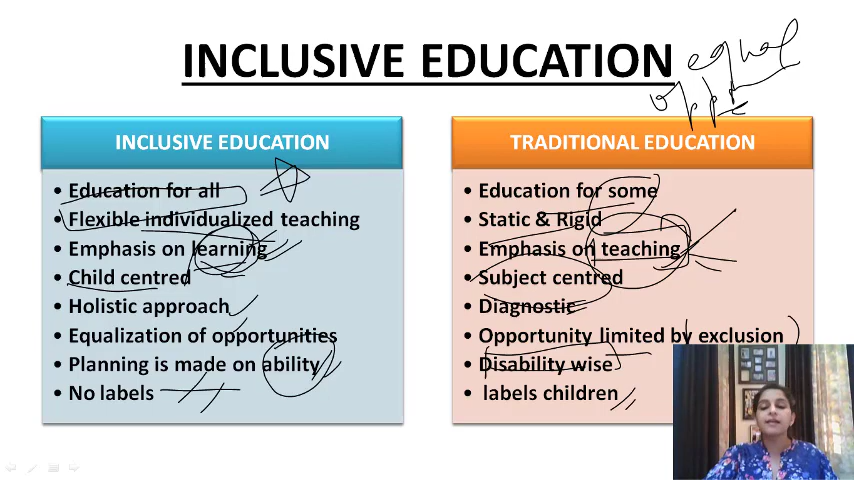 INCLUSIVE EDUCATION
equal
opp
INCLUSIVE EDUCATION
• Education for all
• Flexible individualized teaching
• Emphasis on learning
• Child centred
• Holistic approach
• Equalization of opportunities
• Planning is made on ability
• No labels
TRADITIONAL EDUCATION
• Education for some
• Static & Rigid
• Emphasis on teaching
• Subject centred
• Diagnostic
• Opportunity limited by exclusion
• Disability wise
• labels children